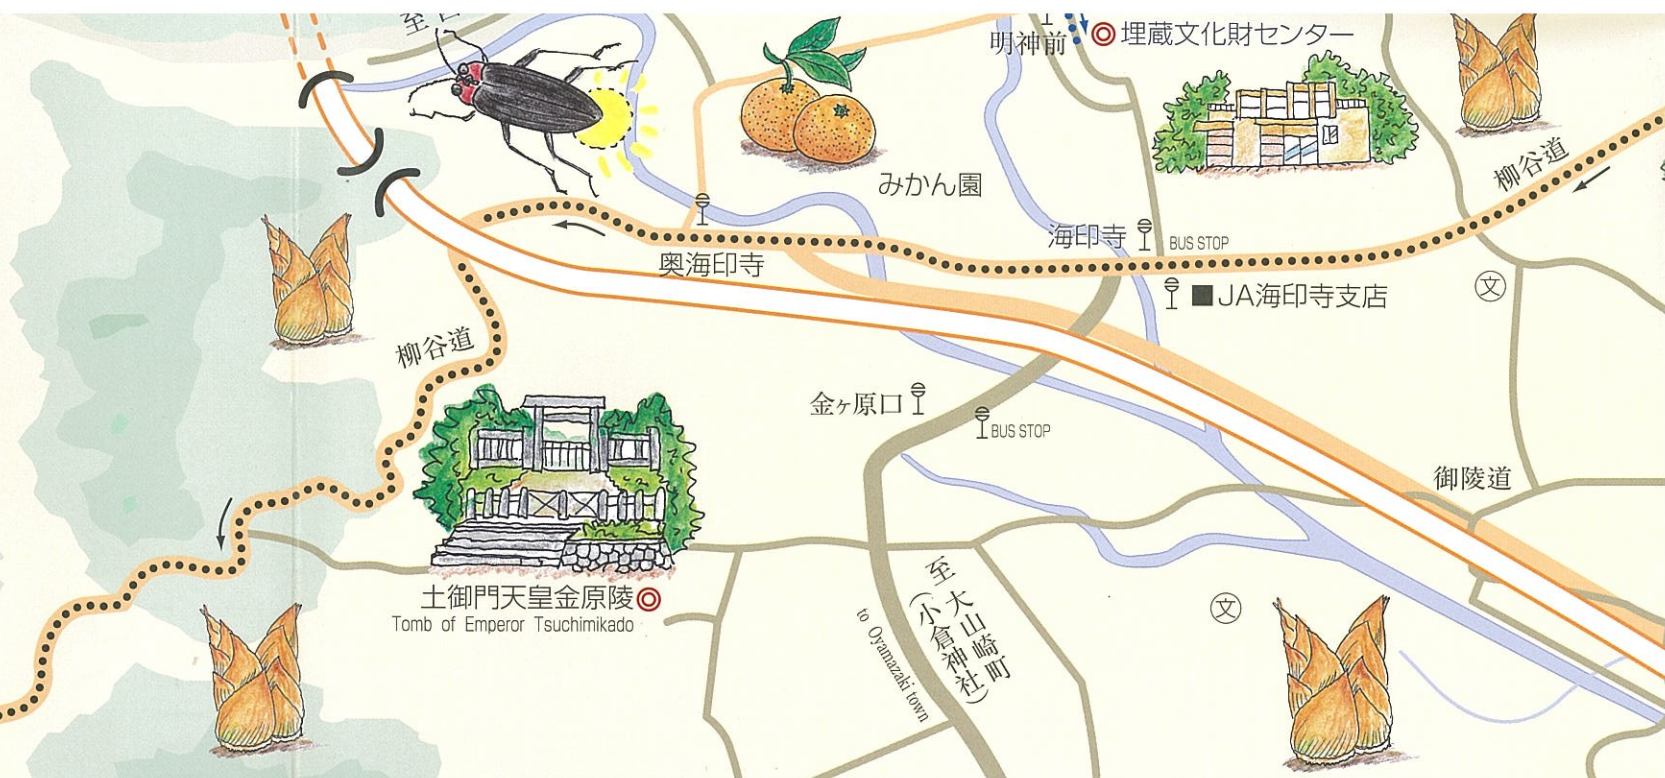 至
明神前
埋蔵文化財センター
みかん園
柳谷道
海印寺
BUS STOP
奥海印寺
JA海印寺支店
文
柳谷道
金ヶ原口
BUS STOP
御陵道
土御門天皇金原陵
Tomb of Emperor Tsuchimikado
至大山崎町
(小倉神社)
to Oyamazaki town
文